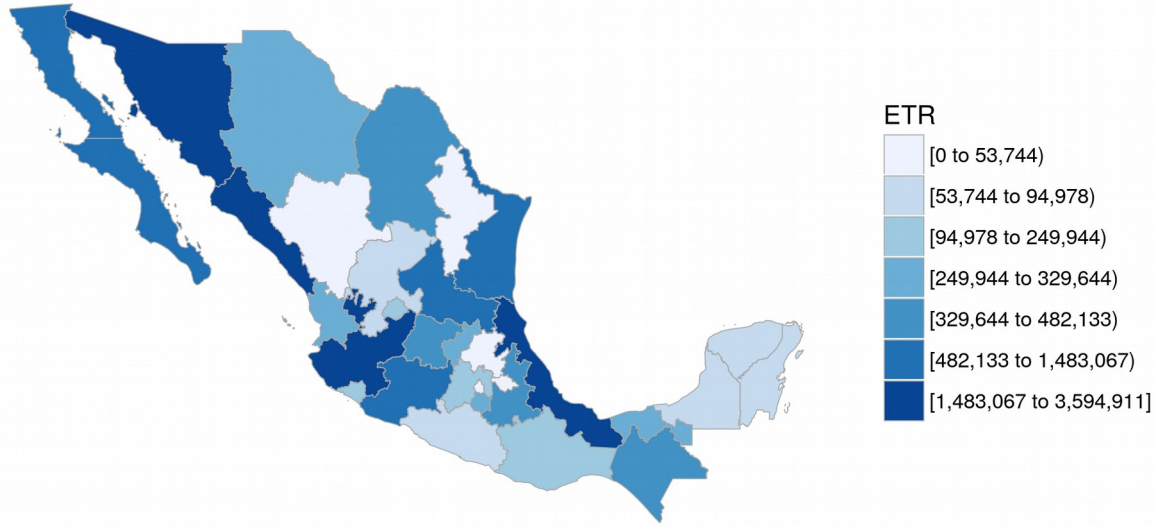 ETR
[0 to 53,744)
[53,744 to 94,978)
[94,978 to 249,944)
[249,944 to 329,644)
[329,644 to 482,133)
[482,133 to 1,483,067)
[1,483,067 to 3,594,911]